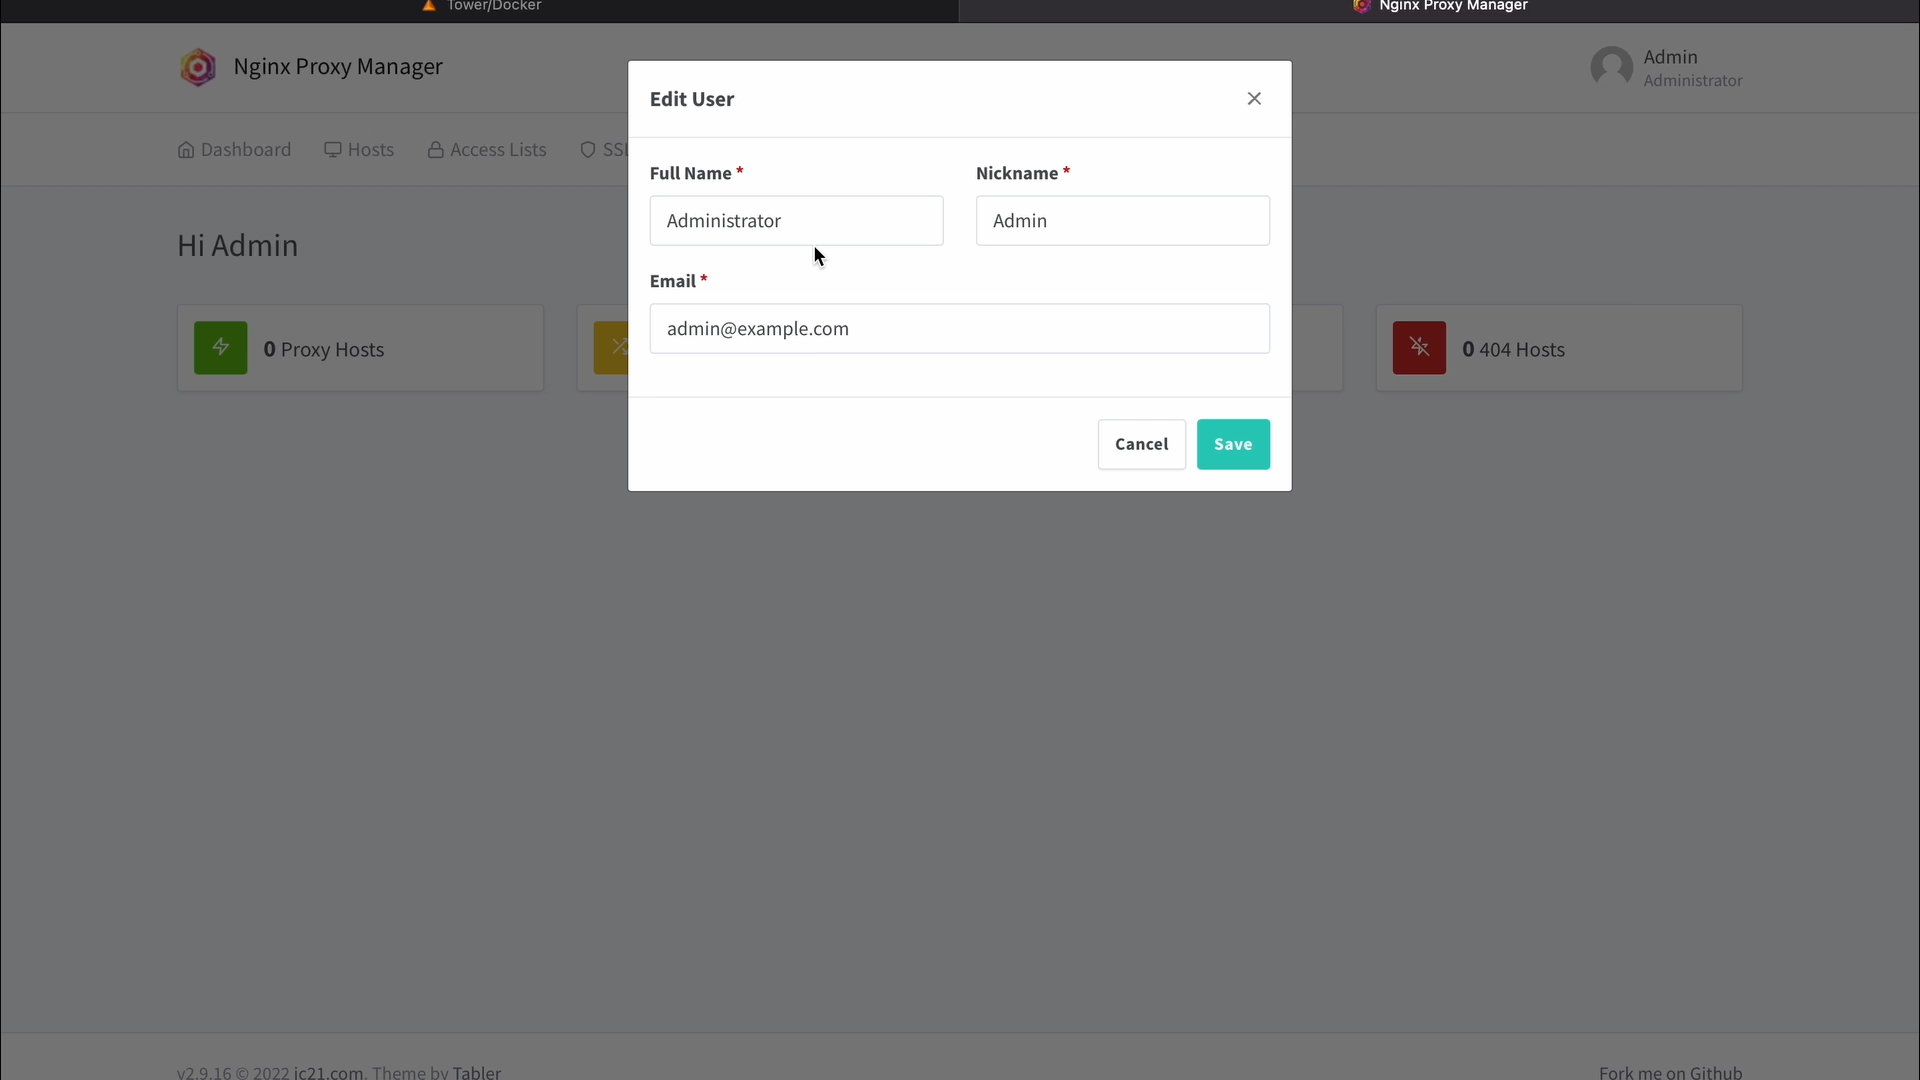 Tower/Docker
Nginx Proxy Manager
Nginx Proxy Manager
Admin
Administrator
Dashboard
Hosts
Access Lists
SSL
Hi Admin
0 Proxy Hosts
0 404 Hosts
Edit User
Full Name *
Nickname *
Administrator
Admin
Email *
admin@example.com
Cancel
Save
v2.9.16 © 2022 jc21.com. Theme by Tabler
Fork me on Github